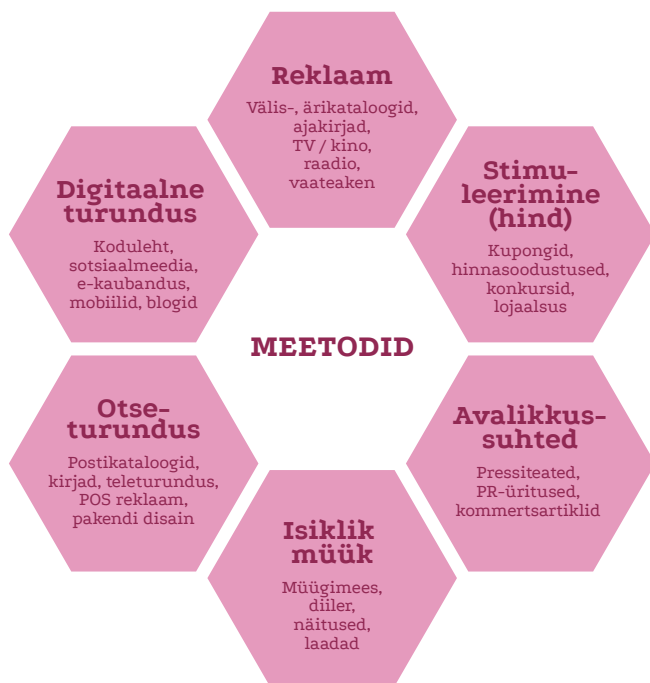 Reklaam
Välis-, ärikataloogid,
ajakirjad,
TV / kino,
raadio,
vaateaken
Digitaalne
turundus
Koduleht,
sotsiaalmeedia,
e-kaubandus,
mobiilid, blogid
Stimu-
leerimine
(hind)
Kupongid,
hinnasoodustused,
konkursid,
lojaalsus
MEETODID
Otse-
turundus
Postikataloogid,
kirjad, teleturundus,
POS reklaam,
pakendi disain
Avalikkus-
suhted
Pressiteated,
PR-üritused,
kommertsartiklid
Isiklik
müük
Müügimees,
diiler,
näitused,
laadad